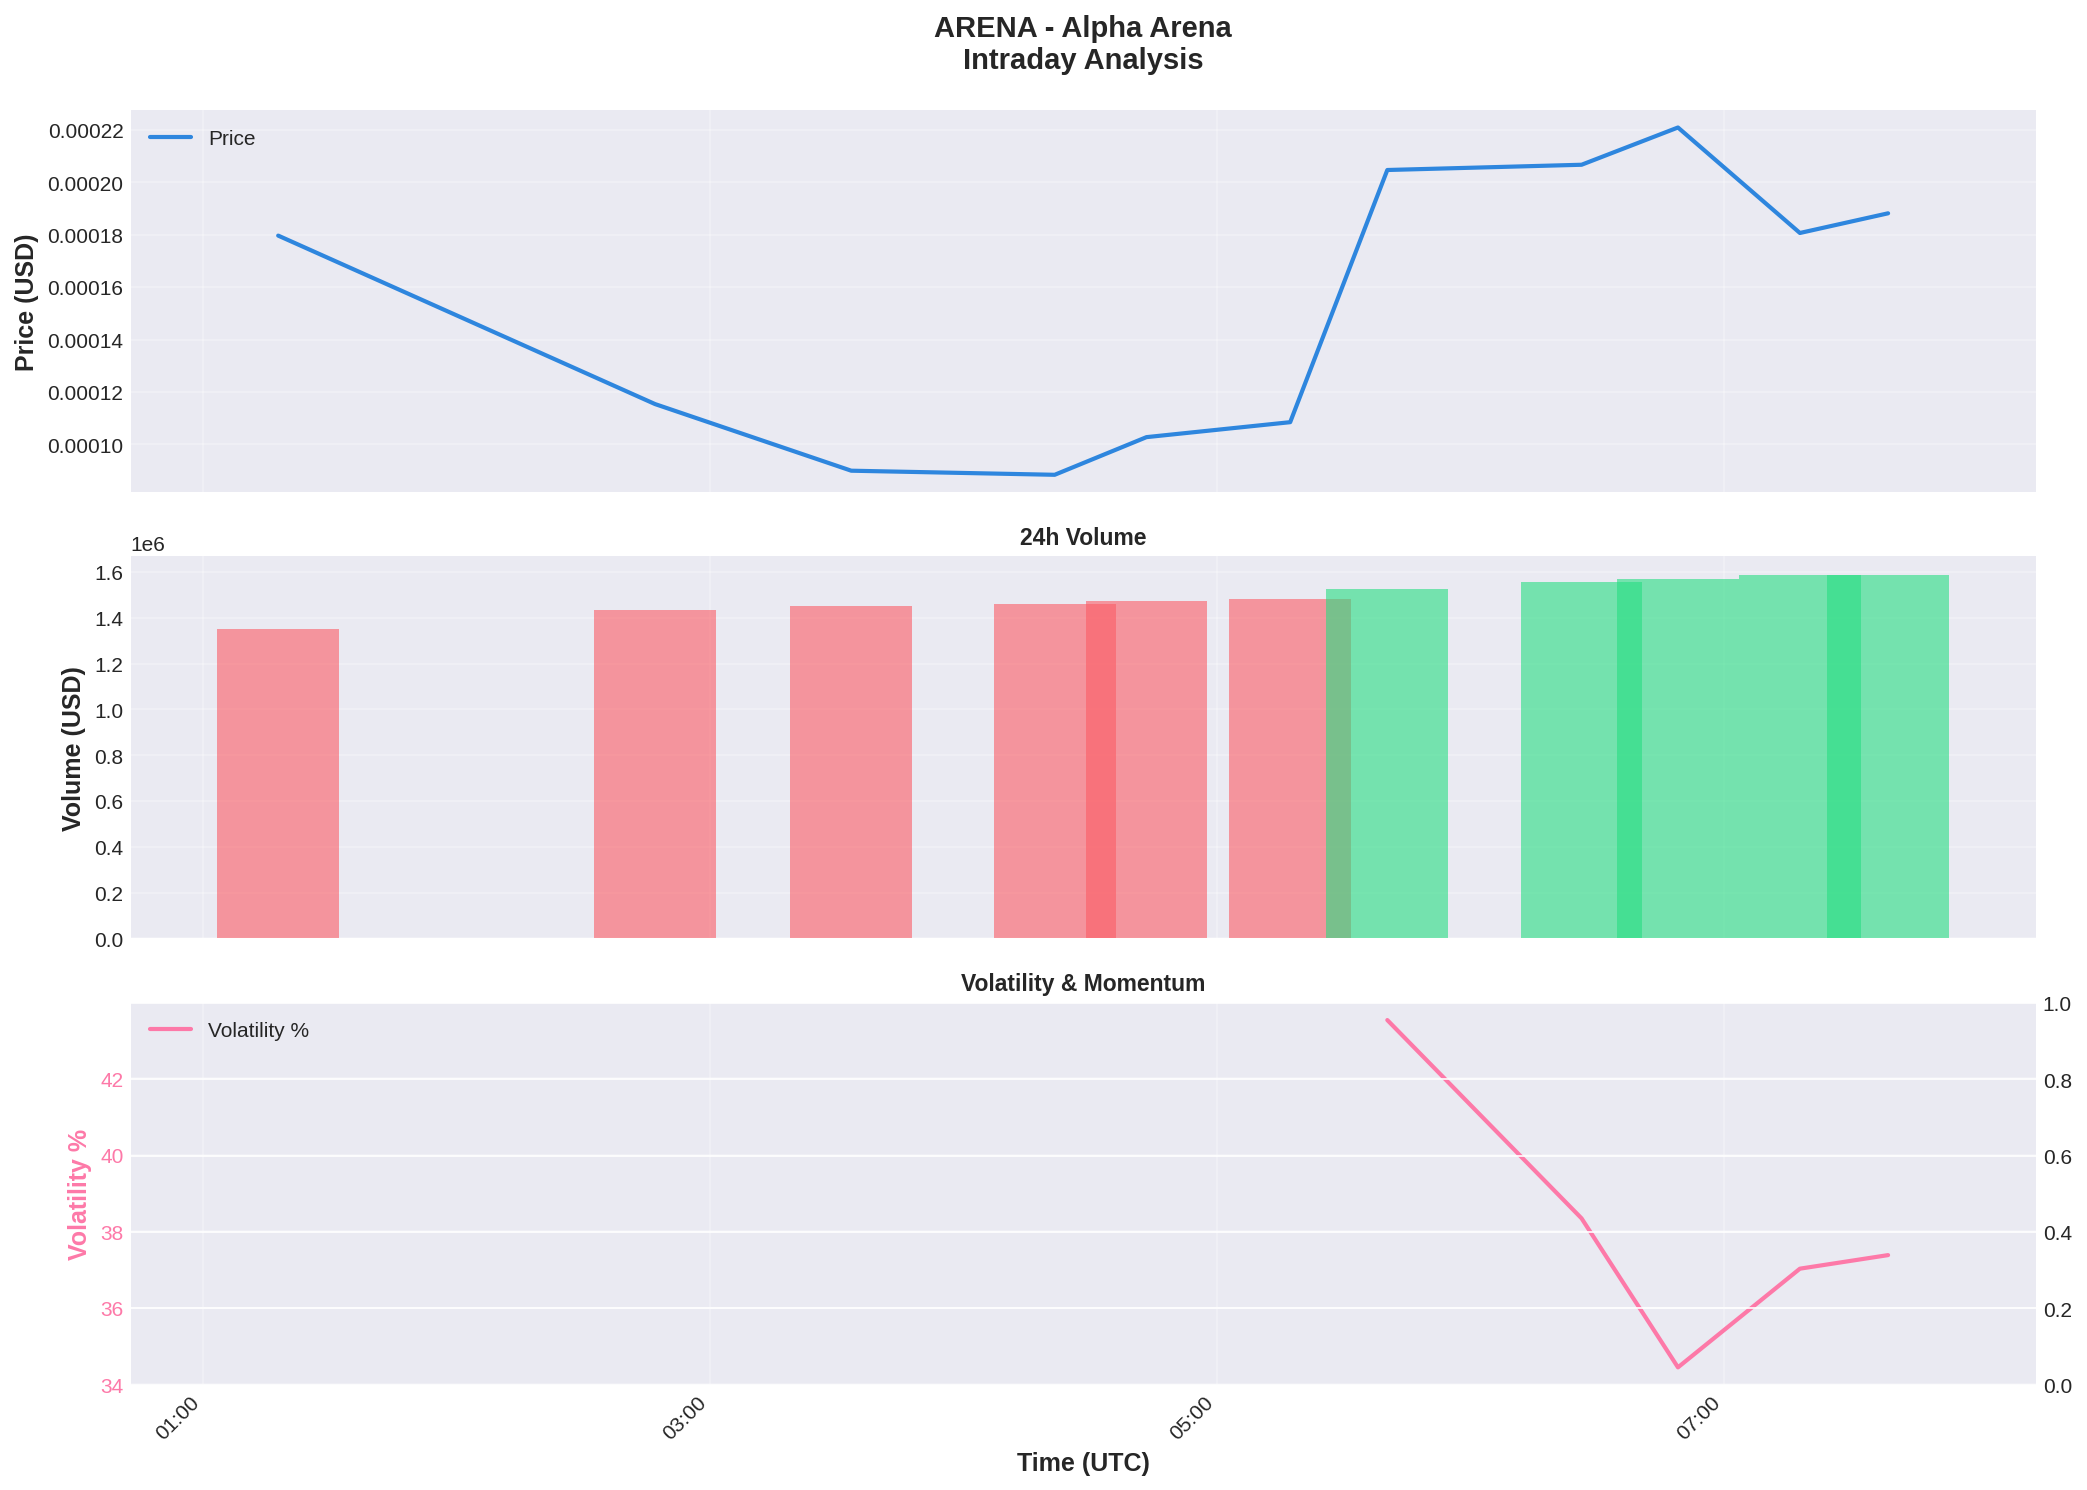 ARENA - Alpha Arena
Intraday Analysis
Price
0.00022
0.00020
0.00018
0.00016
0.00014
0.00012
0.00010
Price (USD)
24h Volume
1e6
1.6
1.4
1.2
1.0
0.8
0.6
0.4
0.2
0.0
Volume (USD)
Volatility & Momentum
Volatility %
42
40
38
36
34
Volatility %
1.0
0.8
0.6
0.4
0.2
0.0
01:00
03:00
05:00
07:00
Time (UTC)